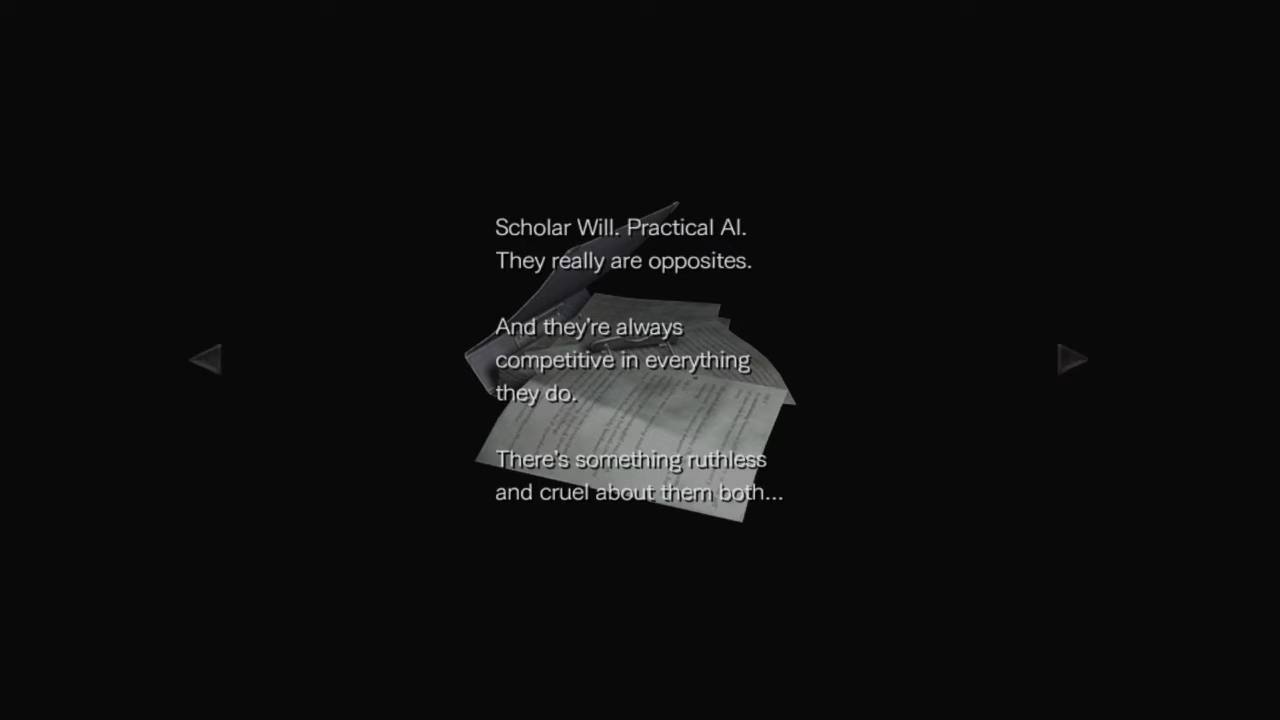 Scholar Will. Practical Al.
They really are opposites.
And they're always
competitive in everything
they do.
There's something ruthless
and cruel about them both...